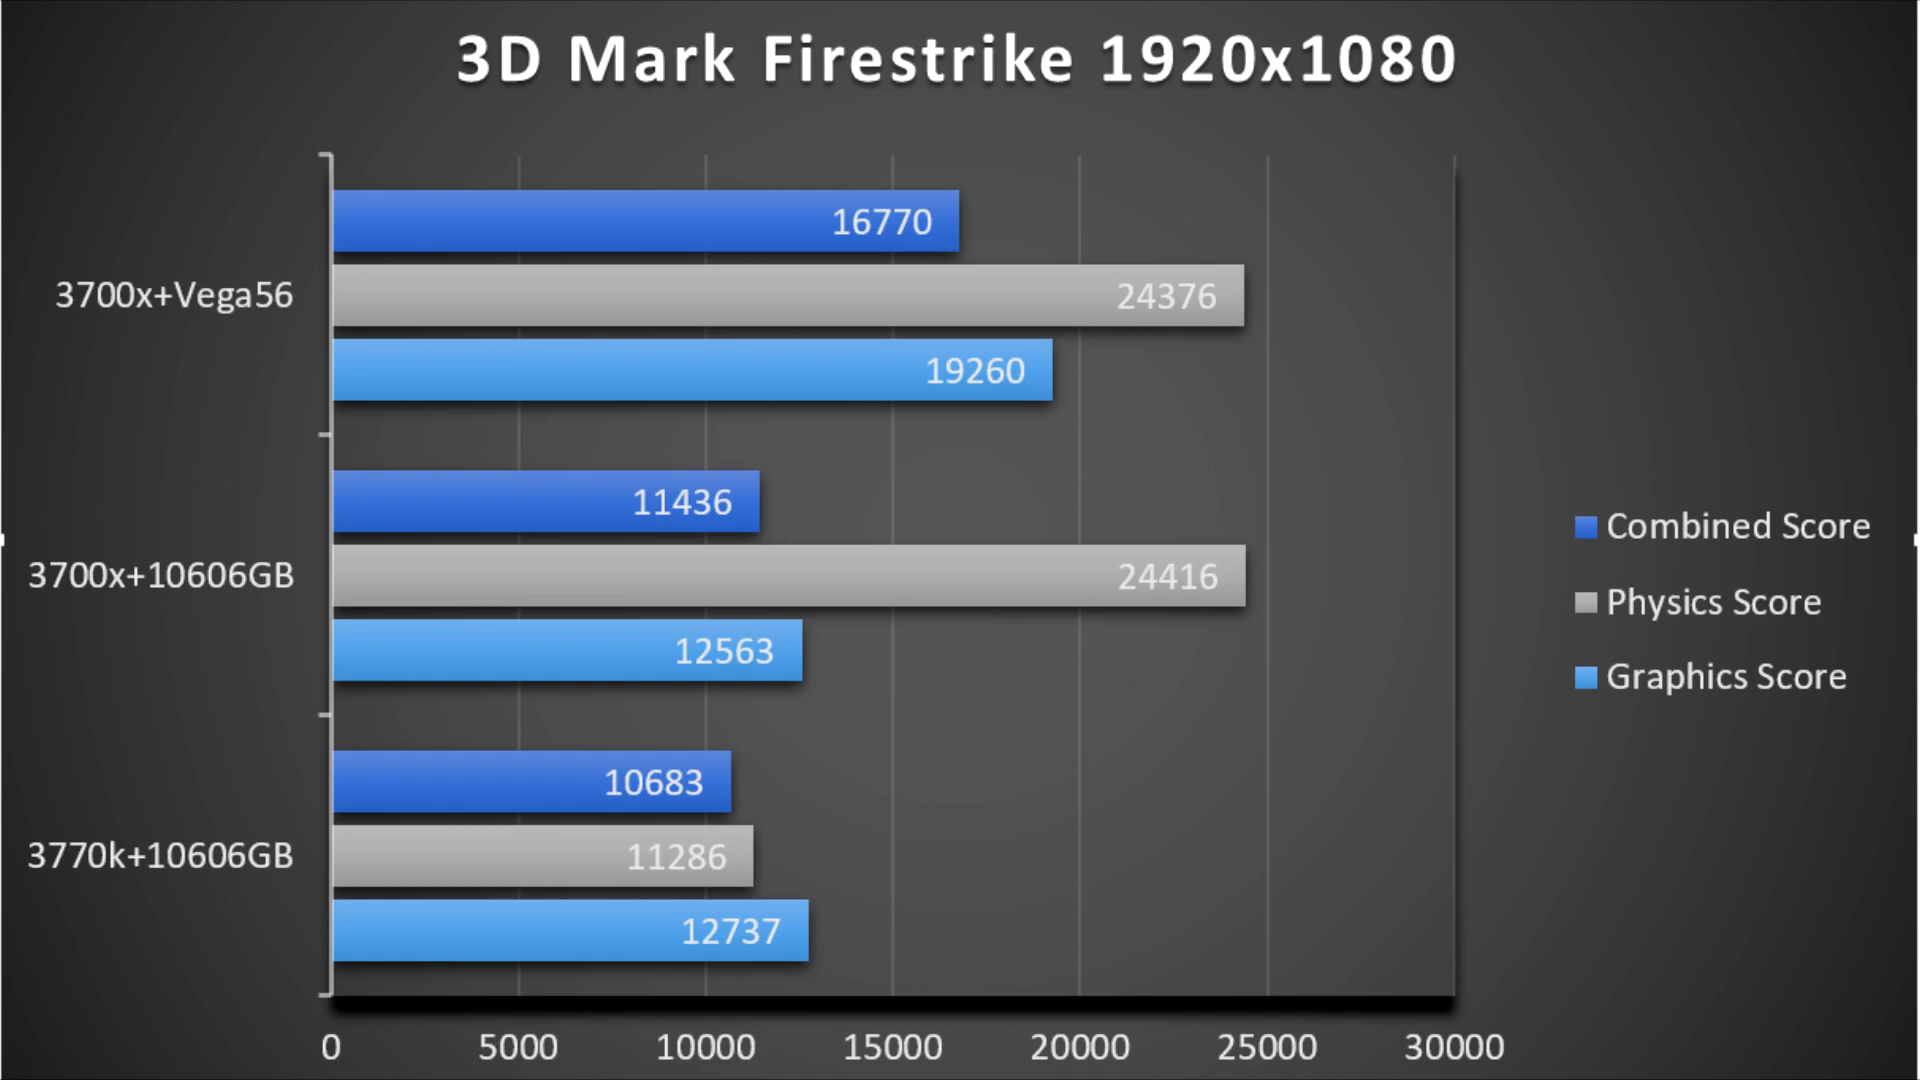 3D Mark Firestrike 1920x1080
3700x+Vega56
16770
24376
19260
3700x+10606GB
11436
24416
12563
3770k+10606GB
10683
11286
12737
0 5000 10000 15000 20000 25000 30000
Combined Score
Physics Score
Graphics Score